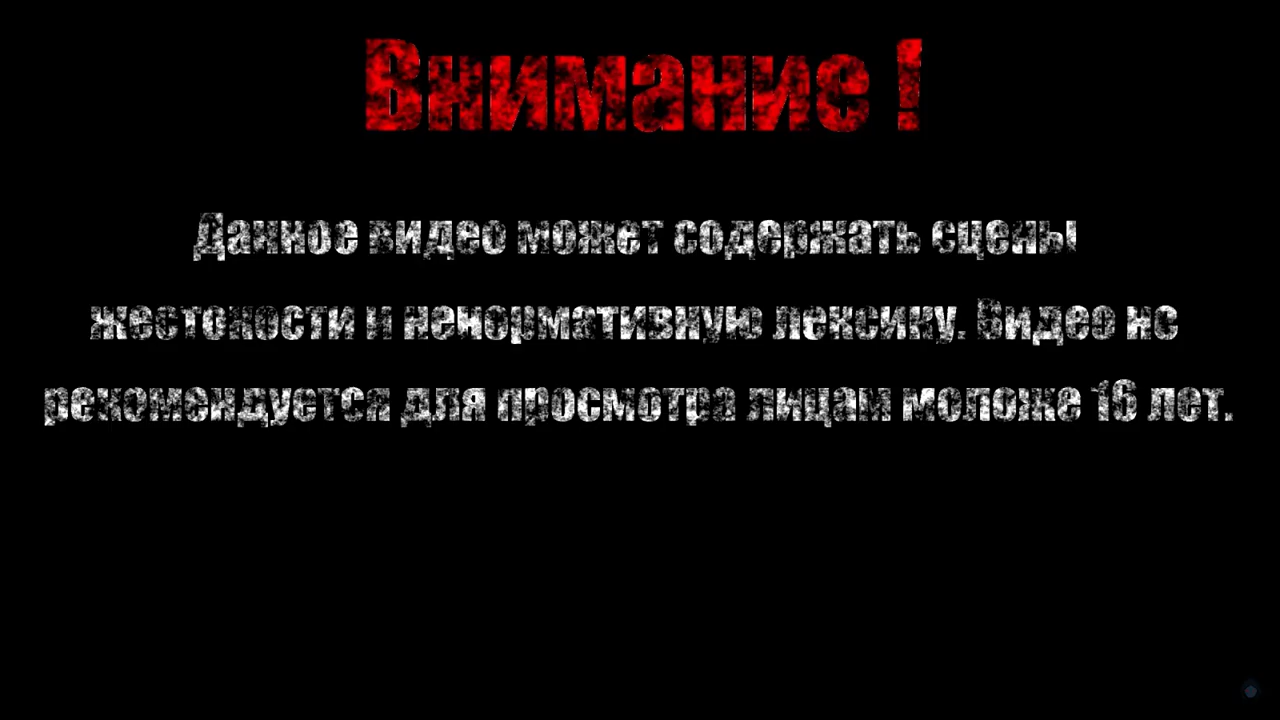 Внимание !
Данное видео может содержать сцены
жестокости и ненормативную лексику. Видео не
рекомендуется для просмотра лицам моложе 16 лет.